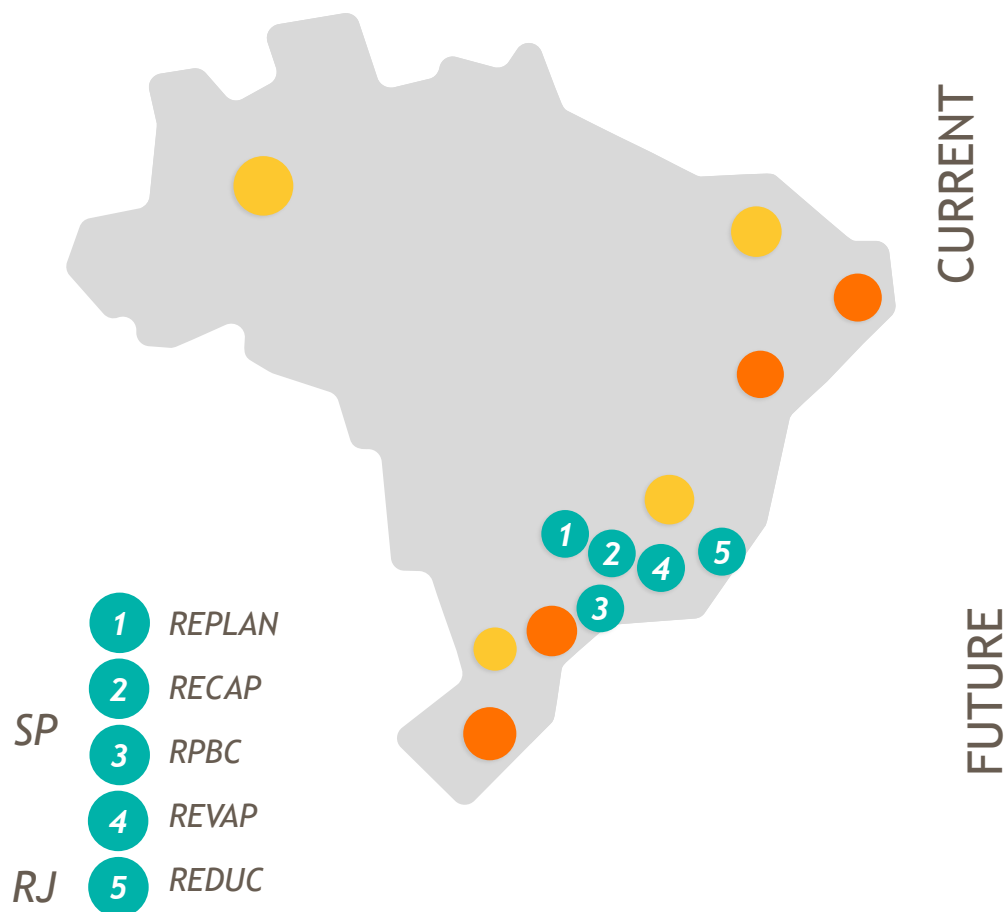 CURRENT
1
2
4
5
3
FUTURE
1 REPLAN
2 RECAP
SP
3 RPBC
4 REVAP
RJ 5 REDUC